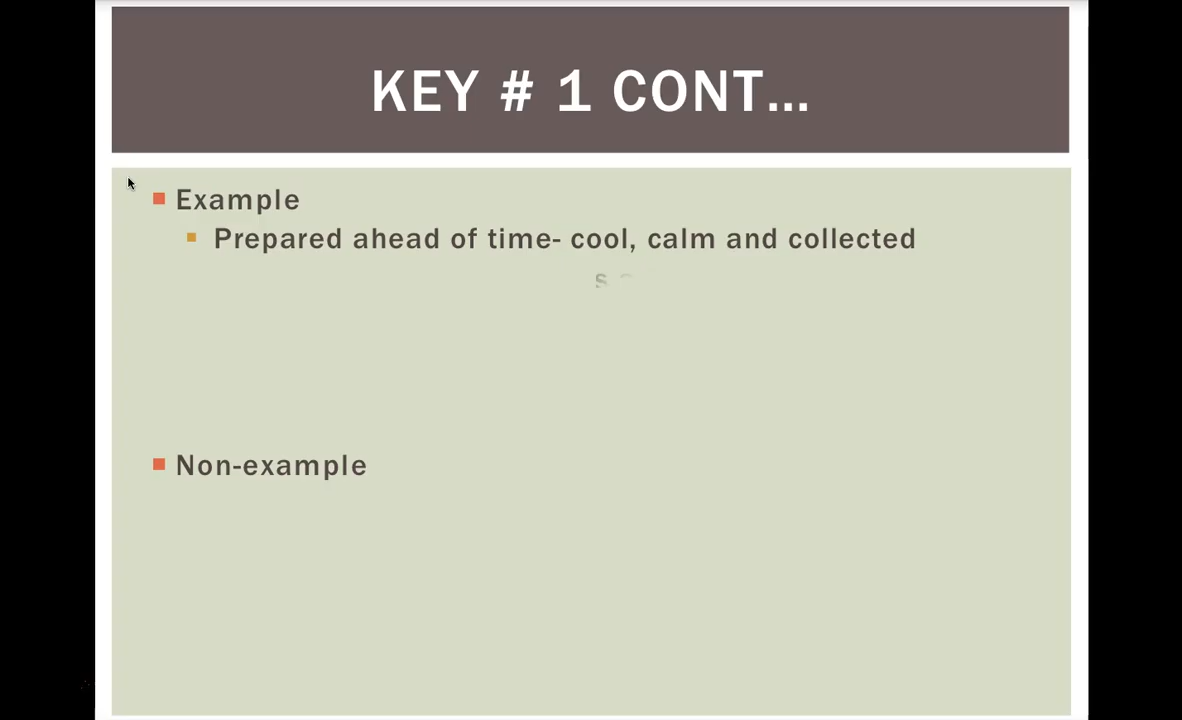 KEY # 1 CONT...
Example
Prepared ahead of time- cool, calm and collected
Non-example